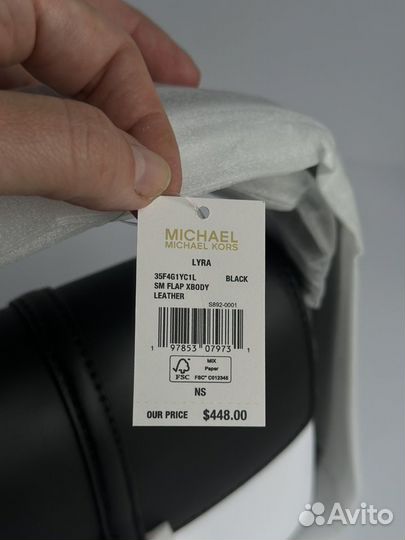 MICHAEL
MICHAEL KORS
LYRA
35F4G1YC1L BLACK
SM FLAP XBODY
LEATHER
S892-0001
1 97853 07973 1
FSC
MIX
Paper
FSC® C012345
NS
OUR PRICE $448.00
Avito